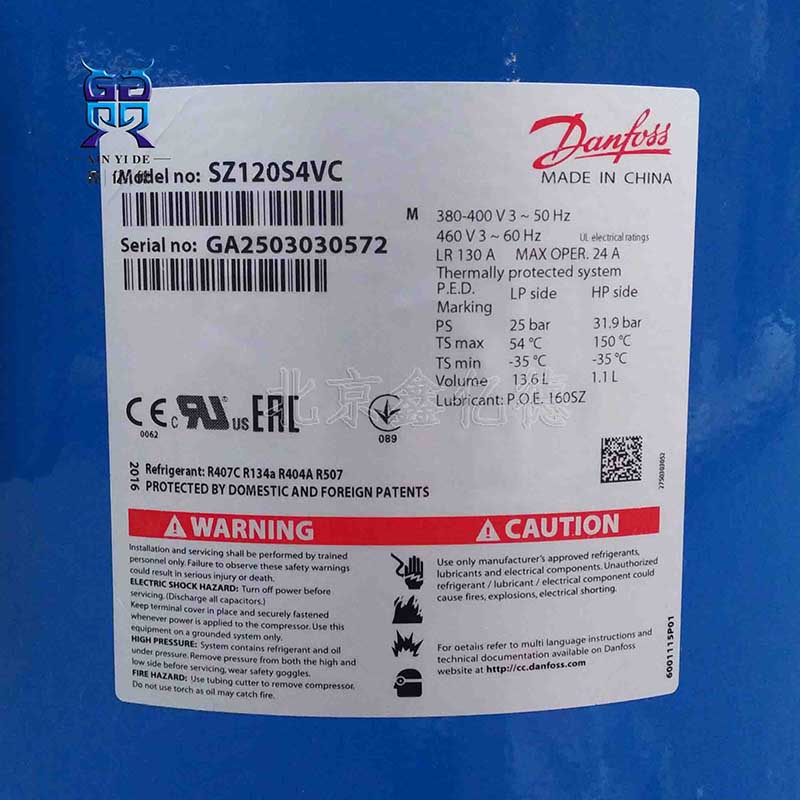 XIN YI DE
Danfoss
MADE IN CHINA
Model no: SZ120S4VC
Serial no: GA2503030572
M 380-400 V 3 ~ 50 Hz
460 V 3 ~ 60 Hz UL electrical ratings
LR 130 A MAX OPER. 24 A
Thermally protected system
P.E.D. LP side HP side
Marking
PS 25 bar 31.9 bar
TS max 54 °C 150 °C
TS min -35 °C -35 °C
Volume 13.6 L 1.1 L
Lubricant: P.O.E. 160SZ
北京鑫亿德
CE c RU us EAC
0062
089
2750303052
2016
Refrigerant: R407C R134a R404A R507
PROTECTED BY DOMESTIC AND FOREIGN PATENTS
WARNING
Installation and servicing shall be performed by trained
personnel only. Failure to observe these safety warnings
could result in serious injury or death.
ELECTRIC SHOCK HAZARD: Turn off power before
servicing. (Discharge all capacitors.)
Keep terminal cover in place and securely fastened
whenever power is applied to the compressor. Use this
equipment on a grounded system only.
HIGH PRESSURE: System contains refrigerant and oil
under pressure. Remove pressure from both the high and
low side before servicing, wear safety goggles.
FIRE HAZARD: Use tubing cutter to remove compressor.
Do not use torch as oil may catch fire.
CAUTION
Use only manufacturer's approved refrigerants,
lubricants and electrical components. Unauthorized
refrigerant / lubricant / electrical component could
cause fires, explosions, electrical shorting.
For details refer to multi language instructions and
technical documentation available on Danfoss
website at http://cc.danfoss.com
6001115P01